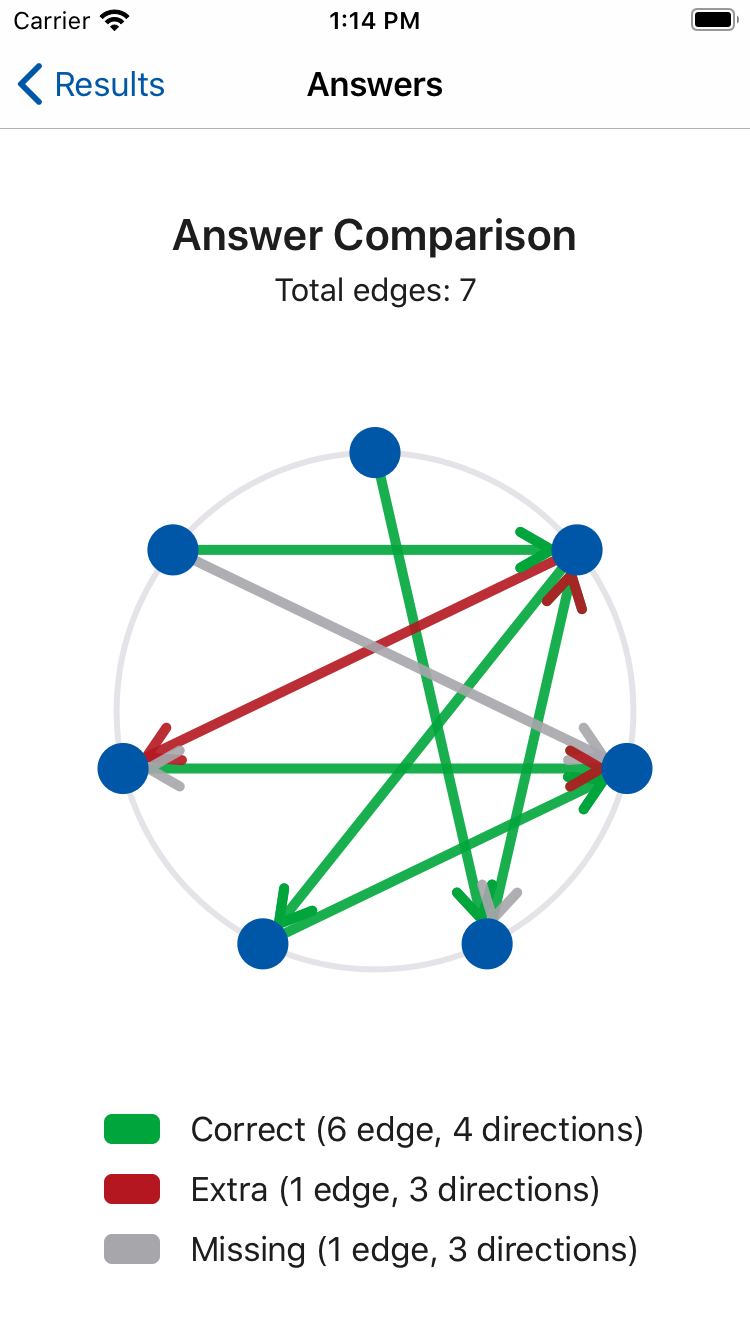 Carrier 1:14 PM
Results Answers
Answer Comparison
Total edges: 7
Correct (6 edge, 4 directions)
Extra (1 edge, 3 directions)
Missing (1 edge, 3 directions)